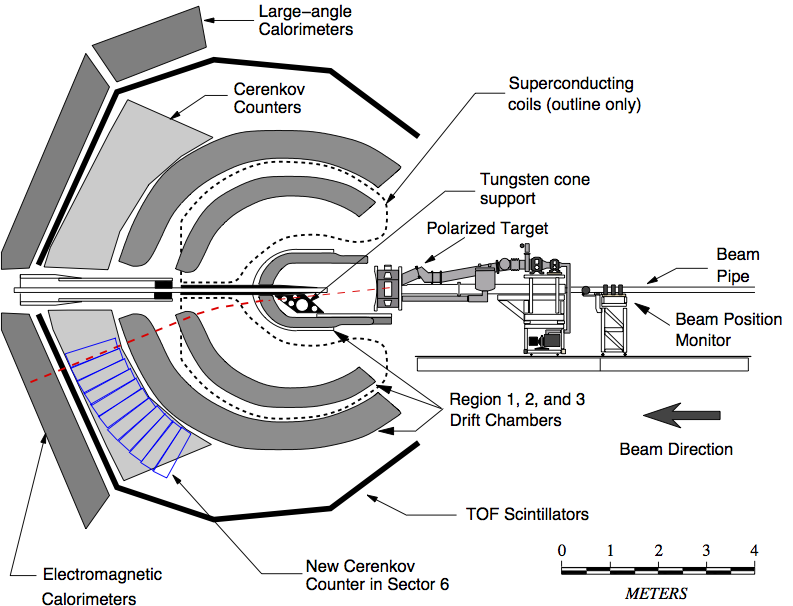 Large–angle
Calorimeters
Cerenkov
Counters
Superconducting
coils (outline only)
Tungsten cone
support
Polarized Target
Beam
Pipe
Beam Position
Monitor
Region 1, 2, and 3
Drift Chambers
Beam Direction
TOF Scintillators
New Cerenkov
Counter in Sector 6
Electromagnetic
Calorimeters
0 1 2 3 4
METERS